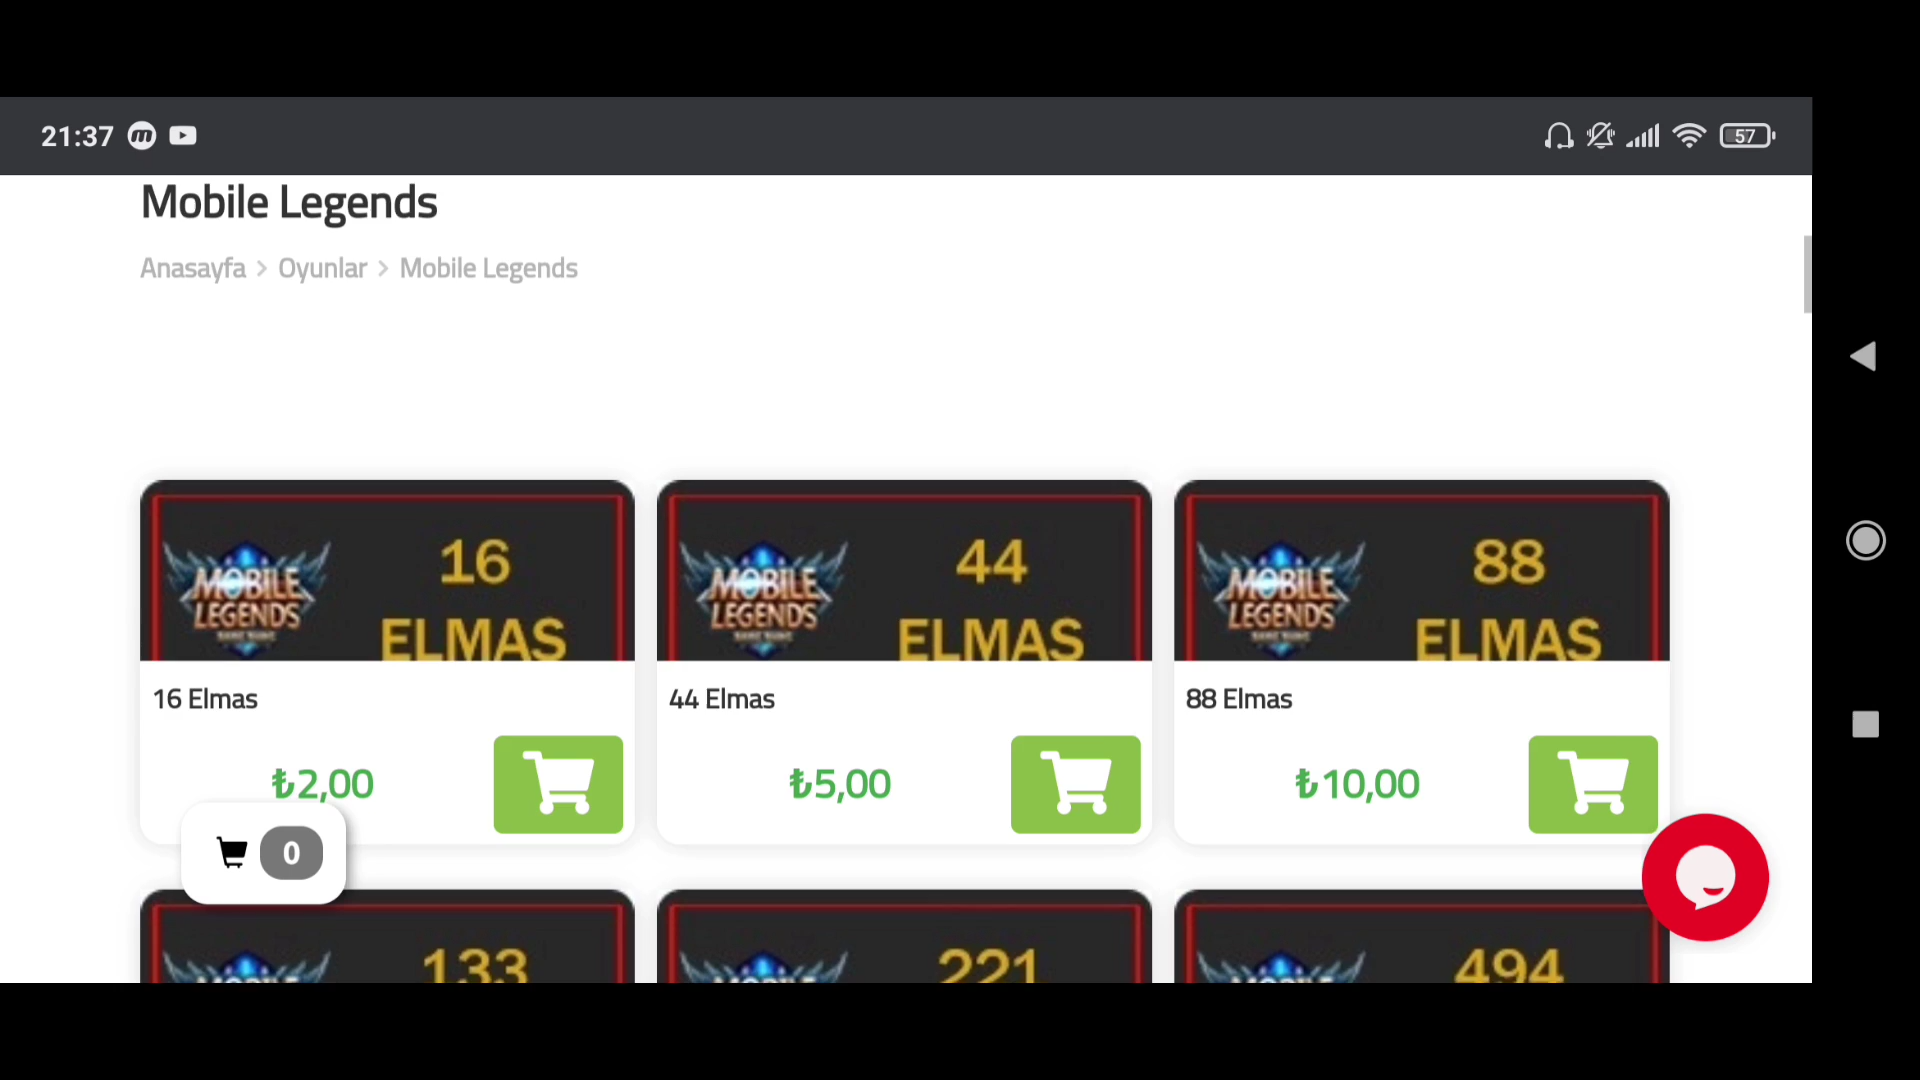 21:37
57
Mobile Legends
Anasayfa > Oyunlar > Mobile Legends
MOBILE
LEGENDS
16
ELMAS
MOBILE
LEGENDS
44
ELMAS
MOBILE
LEGENDS
88
ELMAS
16 Elmas
44 Elmas
88 Elmas
₺2,00
₺5,00
₺10,00
0
133
221
494